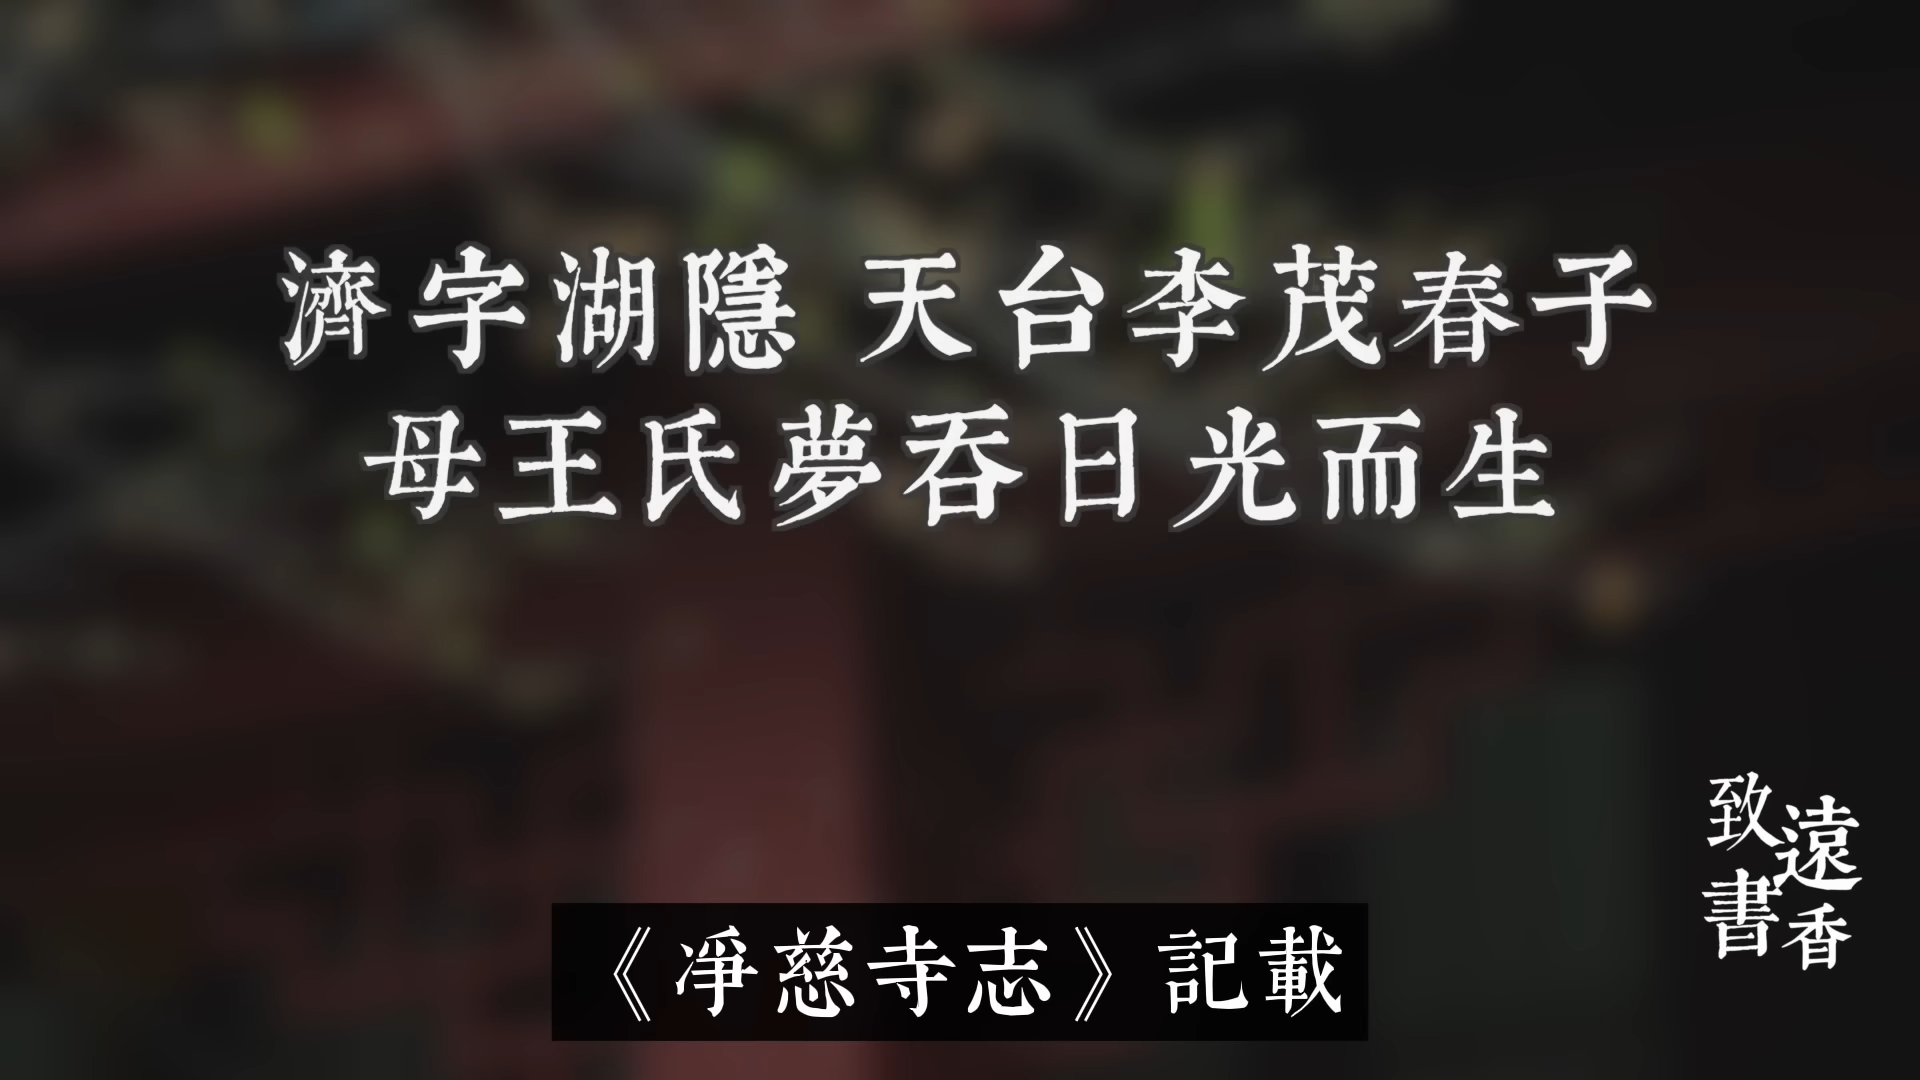 濟字湖隱 天台李茂春子
母王氏夢吞日光而生
《淨慈寺志》記載
致遠
書香